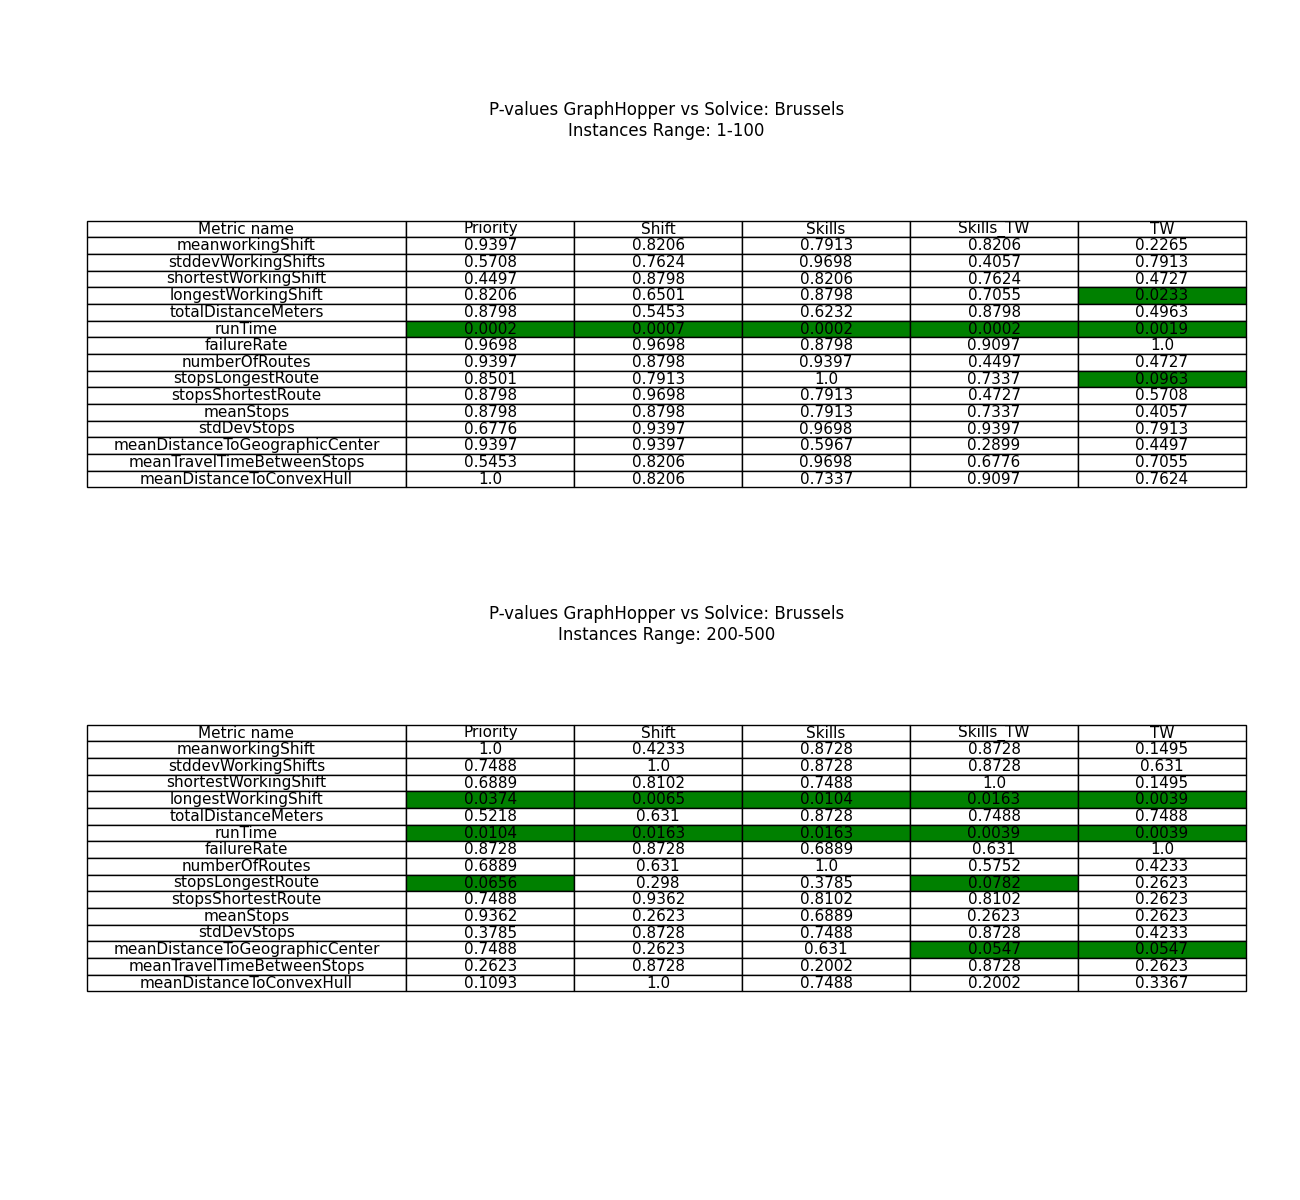 P-values GraphHopper vs Solvice: Brussels
Instances Range: 1-100
Metric name Priority Shift Skills Skills_TW TW
meanworkingShift 0.9397 0.8206 0.7913 0.8206 0.2265
stddevWorkingShifts 0.5708 0.7624 0.9698 0.4057 0.7913
shortestWorkingShift 0.4497 0.8798 0.8206 0.7624 0.4727
longestWorkingShift 0.8206 0.6501 0.8798 0.7055 0.0233
totalDistanceMeters 0.8798 0.5453 0.6232 0.8798 0.4963
runTime 0.0002 0.0007 0.0002 0.0002 0.0019
failureRate 0.9698 0.9698 0.8798 0.9097 1.0
numberOfRoutes 0.9397 0.8798 0.9397 0.4497 0.4727
stopsLongestRoute 0.8501 0.7913 1.0 0.7337 0.0963
stopsShortestRoute 0.8798 0.9698 0.7913 0.4727 0.5708
meanStops 0.8798 0.8798 0.7913 0.7337 0.4057
stdDevStops 0.6776 0.9397 0.9698 0.9397 0.7913
meanDistanceToGeographicCenter 0.9397 0.9397 0.5967 0.2899 0.4497
meanTravelTimeBetweenStops 0.5453 0.8206 0.9698 0.6776 0.7055
meanDistanceToConvexHull 1.0 0.8206 0.7337 0.9097 0.7624
P-values GraphHopper vs Solvice: Brussels
Instances Range: 200-500
Metric name Priority Shift Skills Skills_TW TW
meanworkingShift 1.0 0.4233 0.8728 0.8728 0.1495
stddevWorkingShifts 0.7488 1.0 0.8728 0.8728 0.631
shortestWorkingShift 0.6889 0.8102 0.7488 1.0 0.1495
longestWorkingShift 0.0374 0.0065 0.0104 0.0163 0.0039
totalDistanceMeters 0.5218 0.631 0.8728 0.7488 0.7488
runTime 0.0104 0.0163 0.0163 0.0039 0.0039
failureRate 0.8728 0.8728 0.6889 0.631 1.0
numberOfRoutes 0.6889 0.631 1.0 0.5752 0.4233
stopsLongestRoute 0.0656 0.298 0.3785 0.0782 0.2623
stopsShortestRoute 0.7488 0.9362 0.8102 0.8102 0.2623
meanStops 0.9362 0.2623 0.6889 0.2623 0.2623
stdDevStops 0.3785 0.8728 0.7488 0.8728 0.4233
meanDistanceToGeographicCenter 0.7488 0.2623 0.631 0.0547 0.0547
meanTravelTimeBetweenStops 0.2623 0.8728 0.2002 0.8728 0.2623
meanDistanceToConvexHull 0.1093 1.0 0.7488 0.2002 0.3367